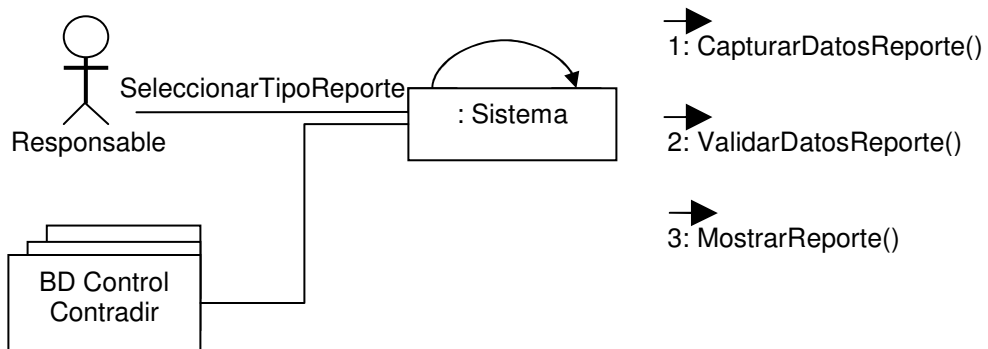 1: CapturarDatosReporte()
SeleccionarTipoReporte
: Sistema
Responsable
2: ValidarDatosReporte()
3: MostrarReporte()
BD Control
Contradir